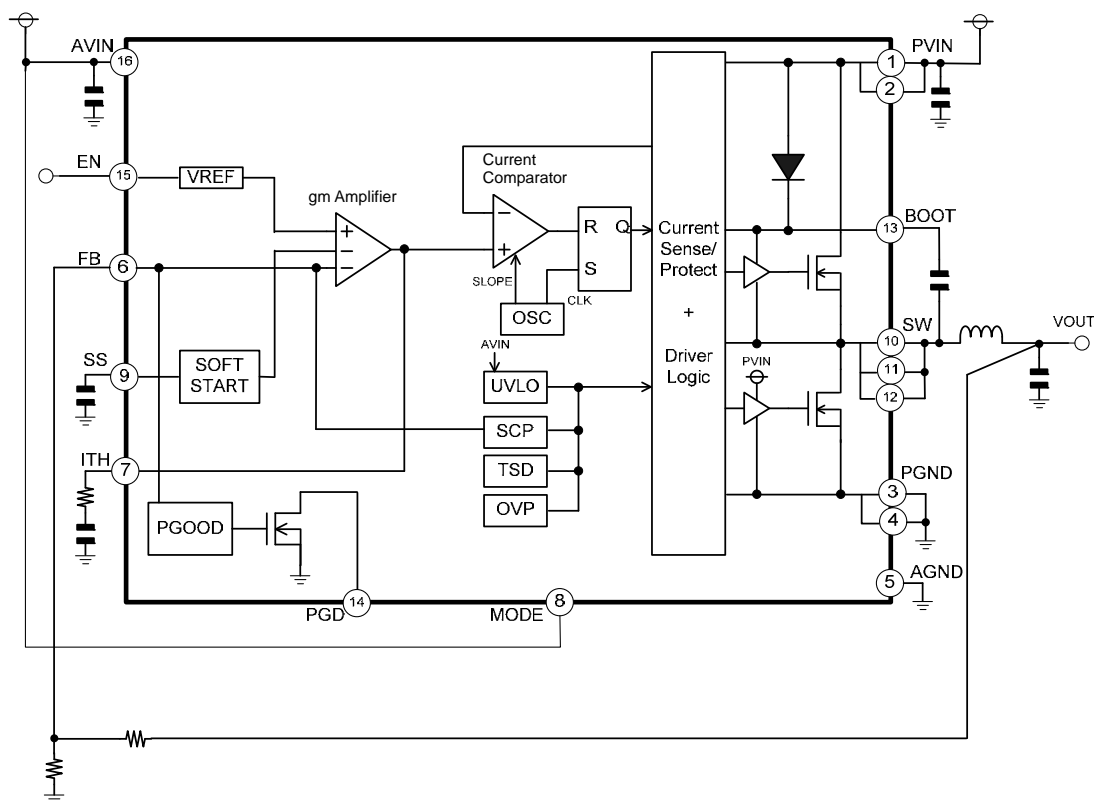 AVIN
16
PVIN
1
2
EN
15
VREF
gm Amplifier
+
−
−
Current
Comparator
−
+
SLOPE
R
Q
S
CLK
OSC
Current
Sense/
Protect
+
Driver
Logic
BOOT
13
FB
6
SS
9
SOFT
START
AVIN
UVLO
SCP
TSD
OVP
PVIN
SW
10
11
12
VOUT
ITH
7
PGOOD
PGND
3
4
5
AGND
PGD
14
MODE
8